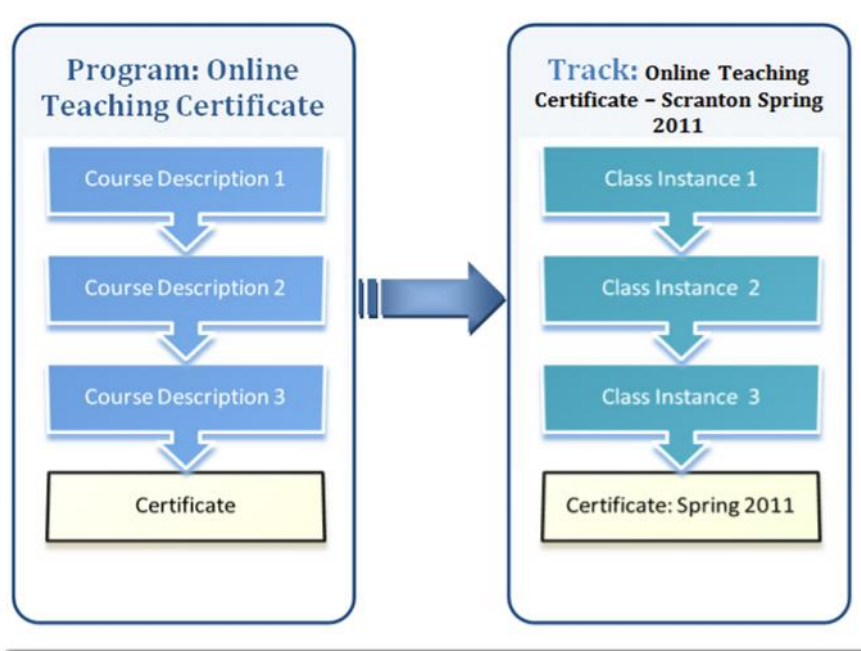 Program: Online
Teaching Certificate
Course Description 1
Course Description 2
Course Description 3
Certificate
Track: Online Teaching
Certificate – Scranton Spring
2011
Class Instance 1
Class Instance 2
Class Instance 3
Certificate: Spring 2011